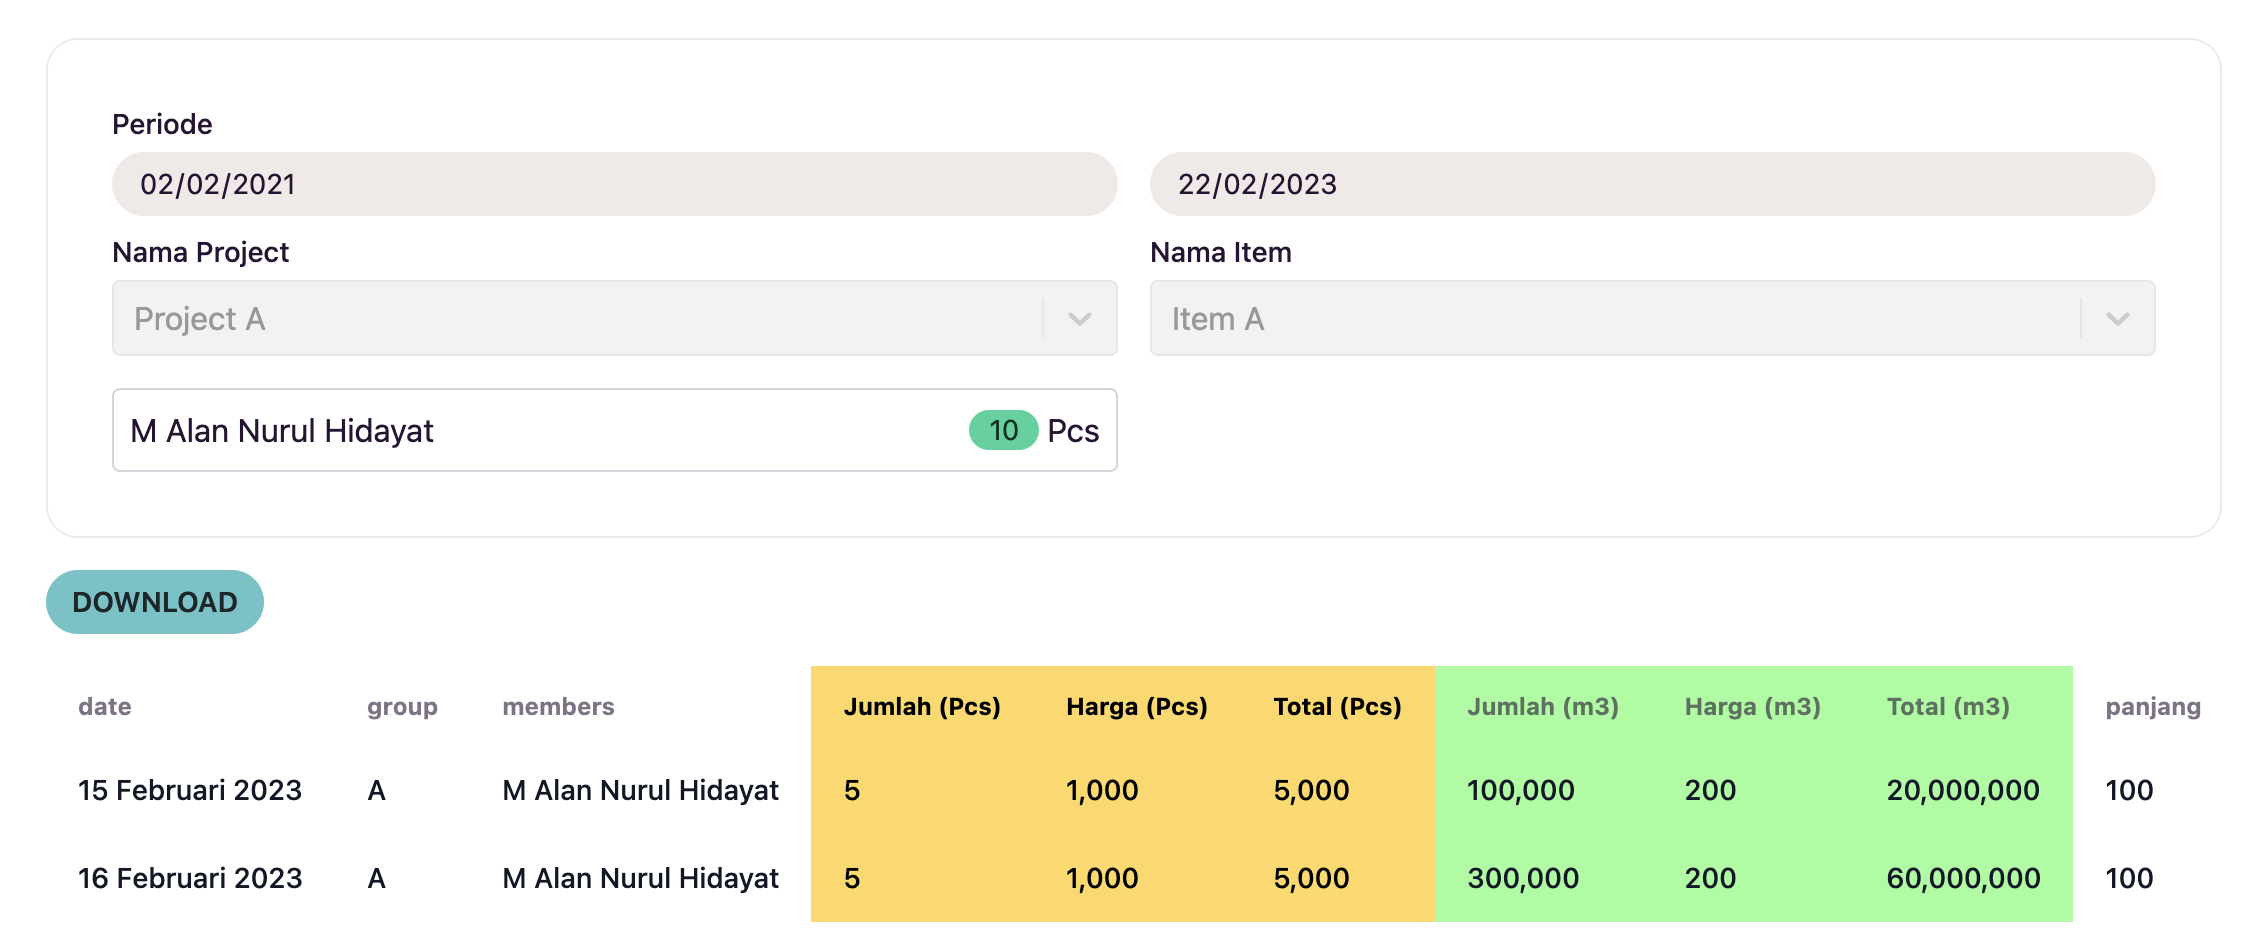 Periode
02/02/2021 22/02/2023
Nama Project Nama Item
Project A Item A
M Alan Nurul Hidayat 10 Pcs
DOWNLOAD
date group members Jumlah (Pcs) Harga (Pcs) Total (Pcs) Jumlah (m3) Harga (m3) Total (m3) panjang
15 Februari 2023 A M Alan Nurul Hidayat 5 1,000 5,000 100,000 200 20,000,000 100
16 Februari 2023 A M Alan Nurul Hidayat 5 1,000 5,000 300,000 200 60,000,000 100